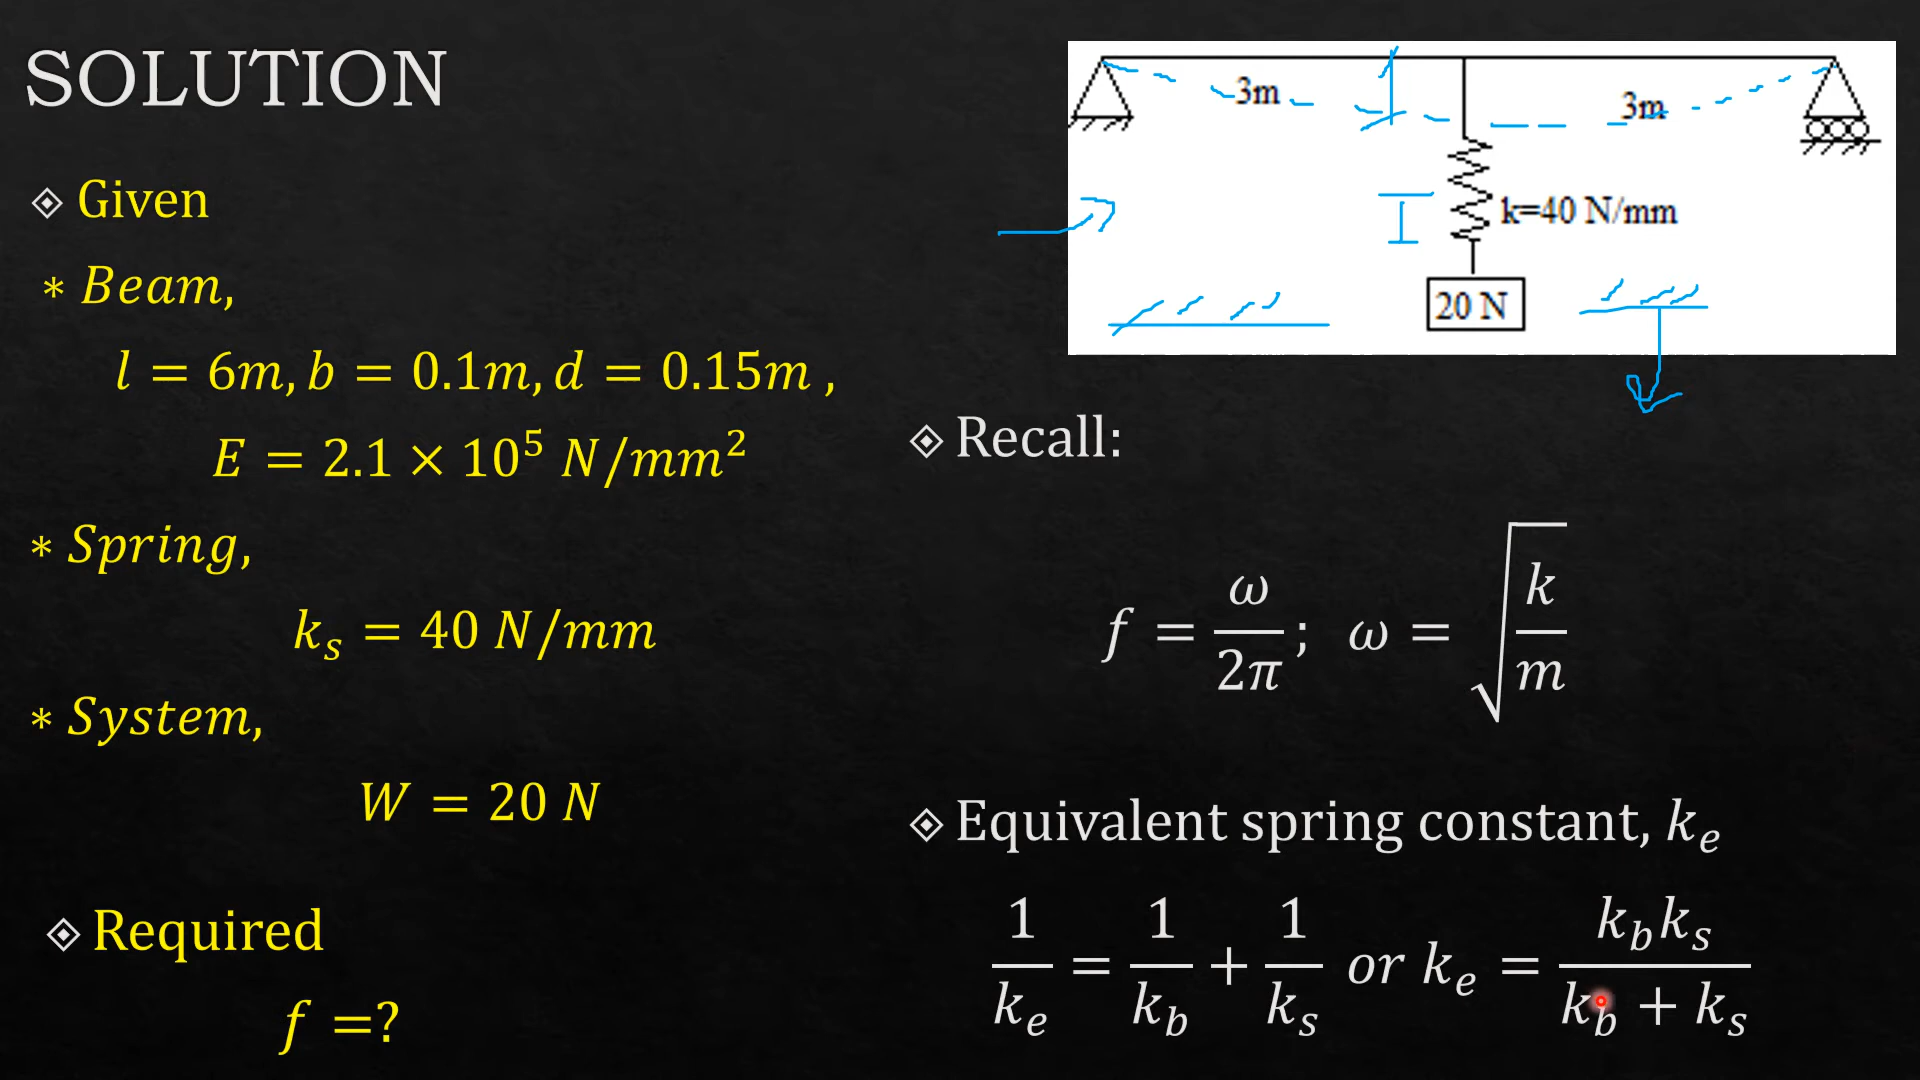 SOLUTION
Given
* Beam,
l = 6m, b = 0.1m, d = 0.15m ,
E = 2.1 × 10⁵ N/mm²
* Spring,
kₛ = 40 N/mm
* System,
W = 20 N
Required
f =?
3m 3m
k=40 N/mm
20 N
Recall:
f = ω/2π ; ω = √(k/m)
Equivalent spring constant, kₑ
1/kₑ = 1/k_b + 1/kₛ or kₑ = k_b kₛ / (k_b + kₛ)